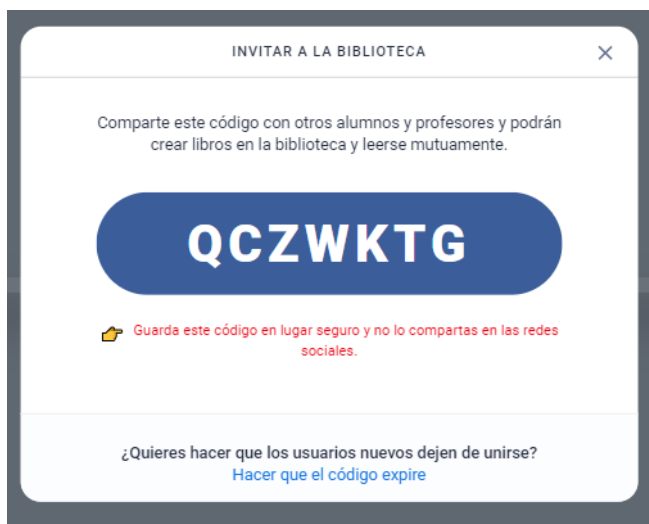 INVITAR A LA BIBLIOTECA
Comparte este código con otros alumnos y profesores y podrán
crear libros en la biblioteca y leerse mutuamente.
QCZWKTG
Guarda este código en lugar seguro y no lo compartas en las redes
sociales.
¿Quieres hacer que los usuarios nuevos dejen de unirse?
Hacer que el código expire